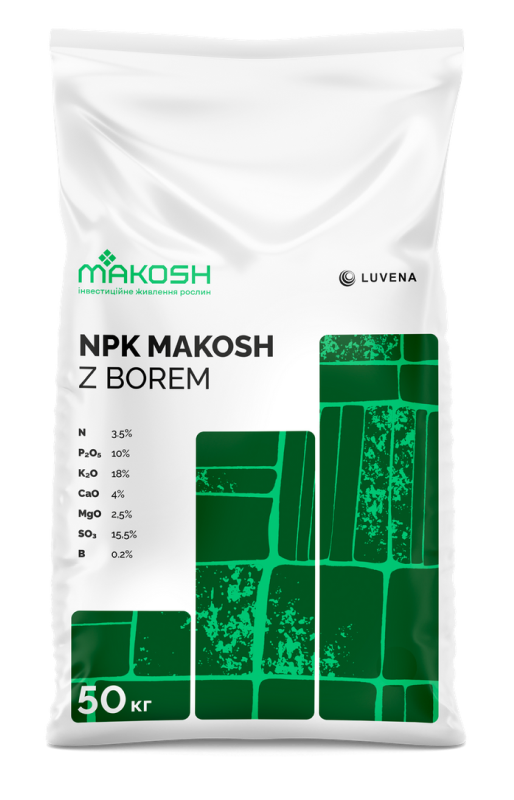 MAKOSH
інвестиційне живлення рослин
LUVENA
NPK MAKOSH
Z BOREM
N 3.5%
P₂O₅ 10%
K₂O 18%
CaO 4%
MgO 2,5%
SO₃ 15,5%
B 0.2%
50 кг